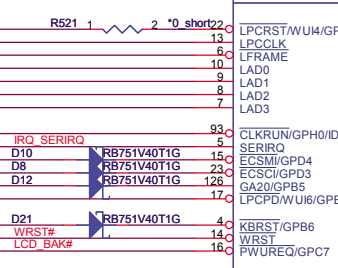 R521 1 2 *0_short 22 LPCRST/WUI4/GP
13 LPCCLK
6 LFRAME
10 LAD0
9 LAD1
8 LAD2
7 LAD3
93 CLKRUN/GPH0/ID
IRQ_SERIRQ 5 SERIRQ
D10 RB751V40T1G 15 ECSMI/GPD4
D8 RB751V40T1G 23 ECSCI/GPD3
D12 RB751V40T1G 126 GA20/GPB5
17 LPCPD/WUI6/GPE
D21 RB751V40T1G 4 KBRST/GPB6
WRST# 14 WRST
LCD_BAK# 16 PWUREQ/GPC7